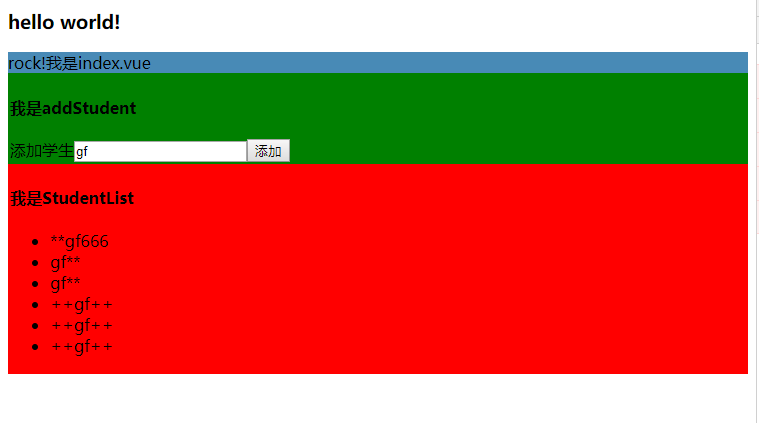 hello world!
rock!我是index.vue
我是addStudent
添加学生 gf 添加
我是StudentList
**gf666
gf**
gf**
++gf++
++gf++
++gf++